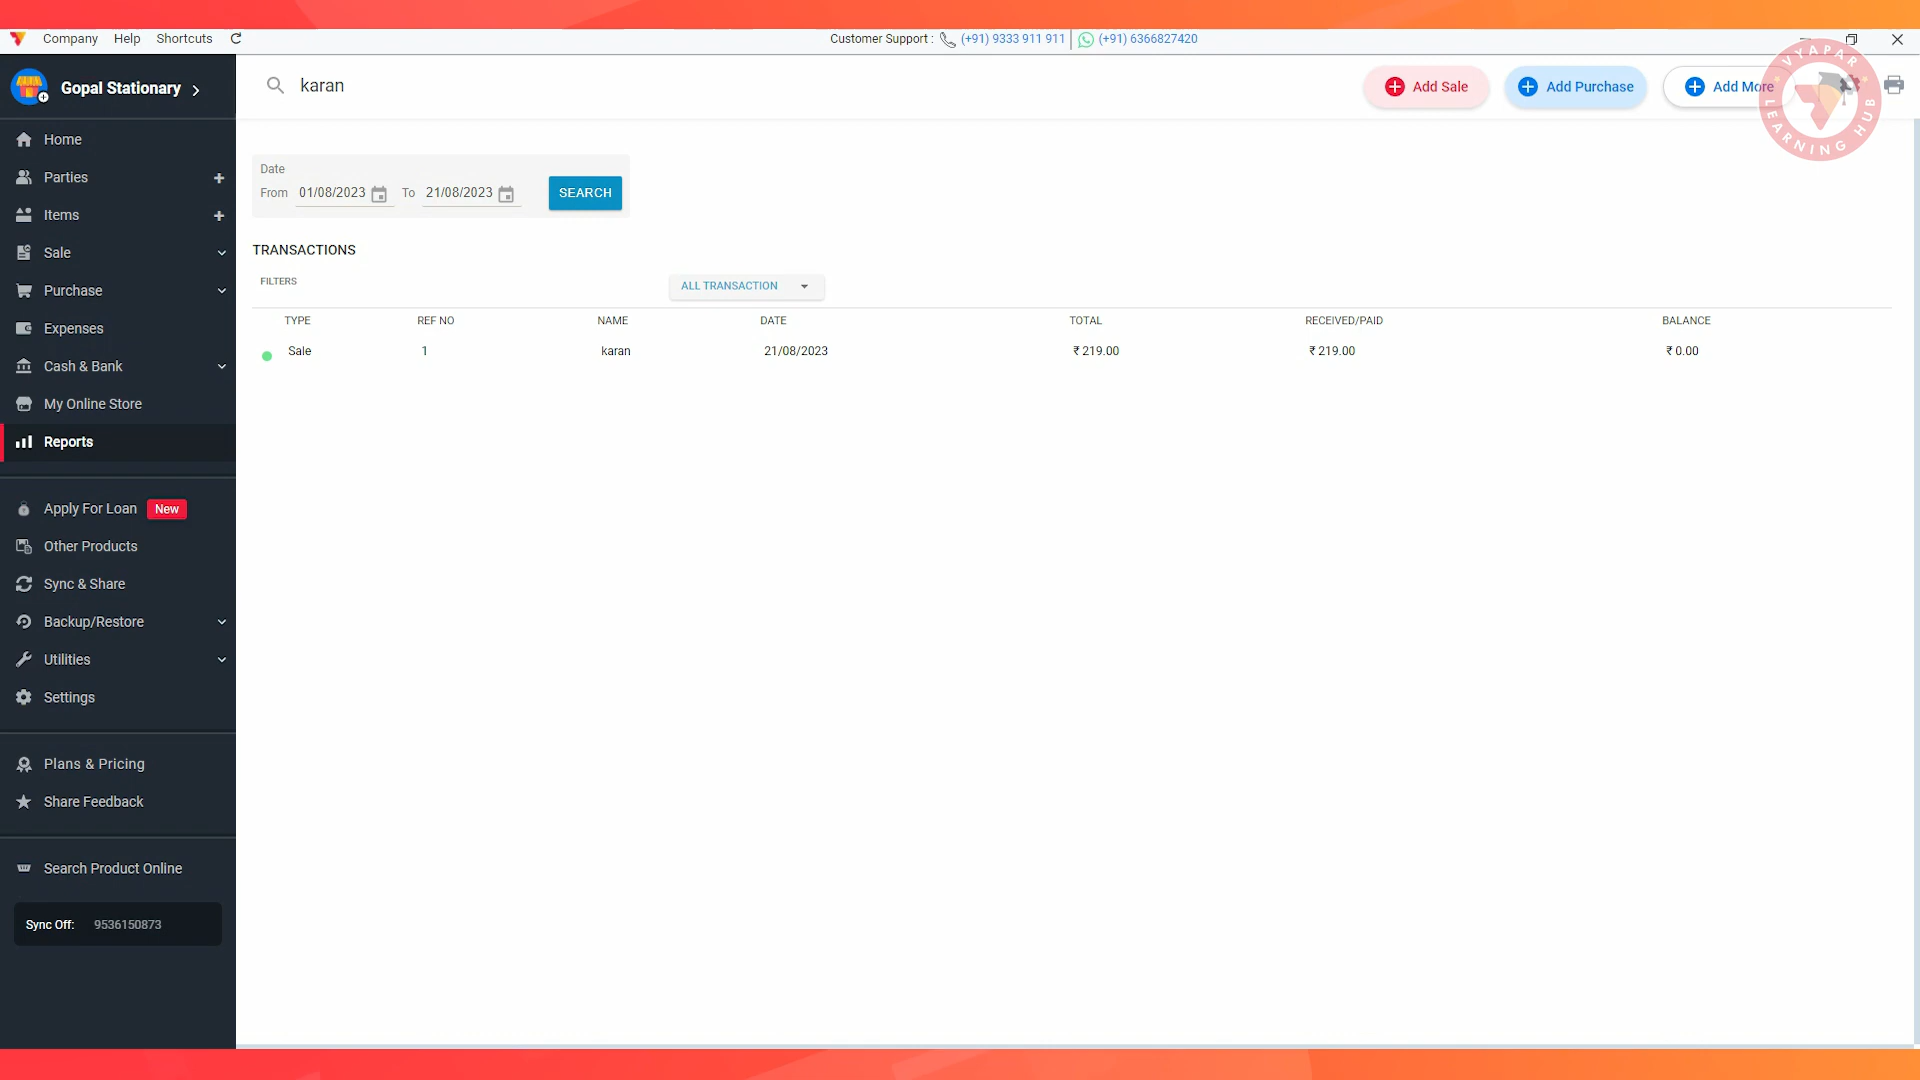 Company Help Shortcuts
Customer Support : (+91) 9333 911 911 (+91) 6366827420
Gopal Stationary
karan
Add Sale
Add Purchase
Add More
VYAPAR
LEARNING HUB
Home
Parties
Items
Sale
Purchase
Expenses
Cash & Bank
My Online Store
Reports
Apply For Loan New
Other Products
Sync & Share
Backup/Restore
Utilities
Settings
Plans & Pricing
Share Feedback
Search Product Online
Sync Off: 9536150873
Date
From 01/08/2023 To 21/08/2023 SEARCH
TRANSACTIONS
FILTERS
ALL TRANSACTION
TYPE REF NO NAME DATE TOTAL RECEIVED/PAID BALANCE
Sale 1 karan 21/08/2023 ₹ 219.00 ₹ 219.00 ₹ 0.00